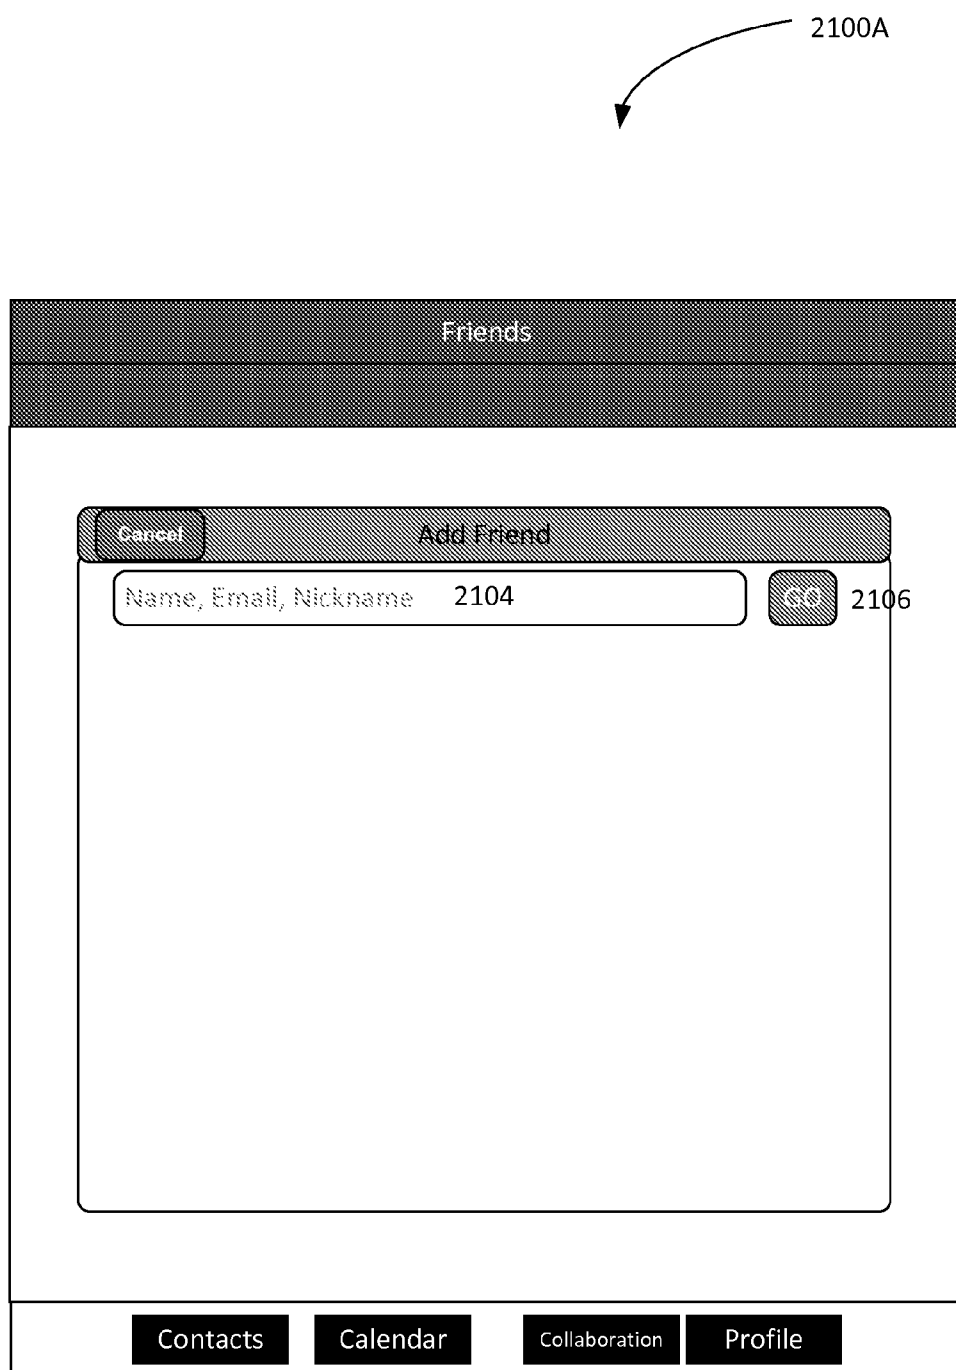 2100A
Friends
Cancel Add Friend
Name, Email, Nickname 2104 GO 2106
Contacts Calendar Collaboration Profile